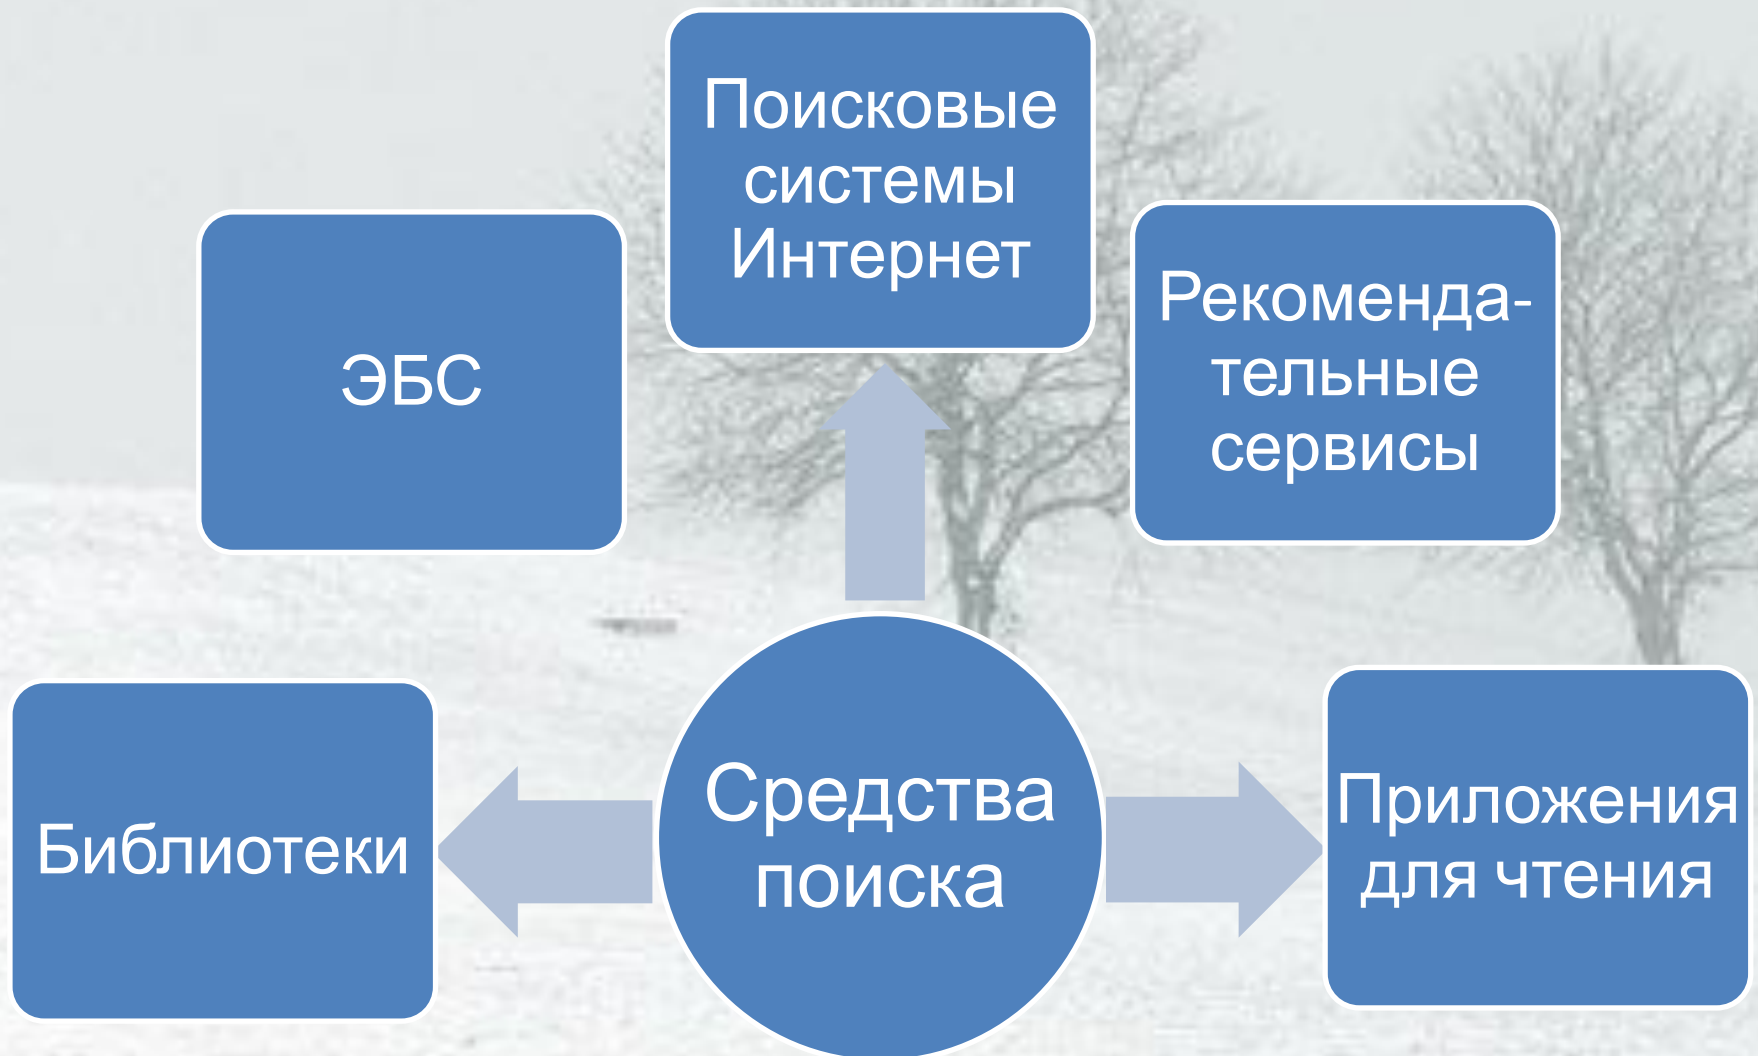 Поисковые
системы
Интернет
ЭБС
Рекоменда-
тельные
сервисы
Библиотеки
Средства
поиска
Приложения
для чтения